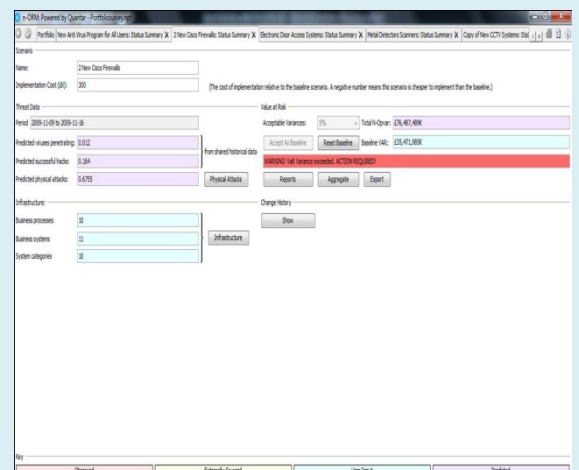 n-ORM: Powered by Quantar - Portfoliosurvey.npf
Portfolio New Anti Virus Program for All Users: Status Summary X 2 New Cisco Firewalls: Status Summary X Electronic Door Access Systems: Status Summary X Metal Detectors Scanners: Status Summary X Copy of New CCTV Systems: Stat
Scenario
Name: 2 New Cisco Firewalls
Implementation Cost (£K): 300 (The cost of implementation relative to the baseline scenario. A negative number means this scenario is cheaper to implement than the baseline.)
Threat Data Value at Risk
Period 2009-11-09 to 2009-11-16 Acceptable Variances: 5% Total N-Opvar: £76,487,489K
Predicted viruses penetrating: 0.012 Accept As Baseline Reset Baseline Baseline VAR: £35,471,983K
from shared historical data
Predicted successful hacks: 0.164 WARNING! VaR Variance exceeded. ACTION REQUIRED!
Predicted physical attacks: 0.6755 Physical Attacks Reports Aggregate Export
Infrastructure: Change History
Business processes 10 Show
Business systems 11 Infrastructure
System categories 10
Key
Observed Externally Sourced User Input Predicted